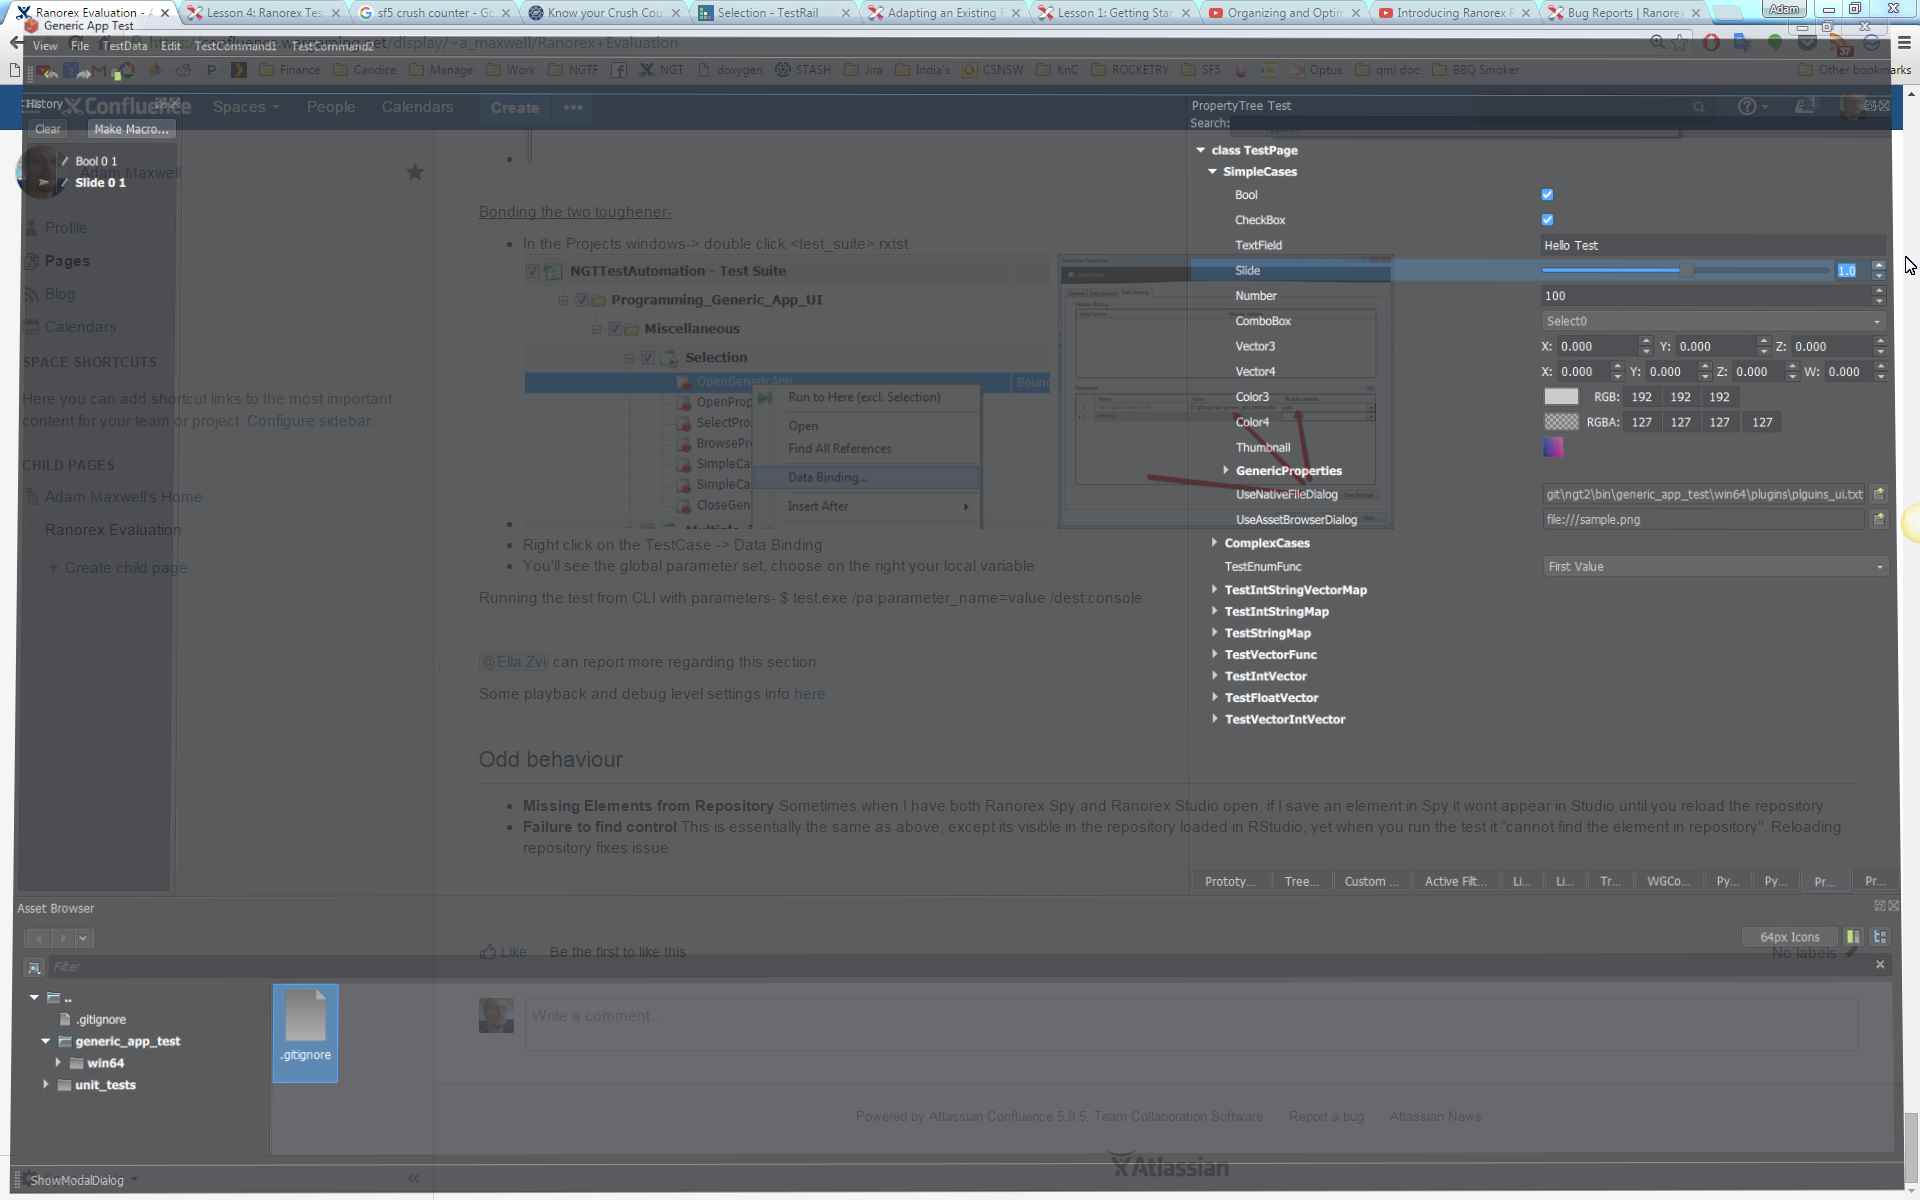 Ranorex Evaluation - A
Lesson 4: Ranorex Tes
sf5 crush counter - Go
Know your Crush Cou
Selection - TestRail
Adapting an Existing
Lesson 1: Getting Star
Organizing and Optim
Introducing Ranorex
Bug Reports | Ranorex
Adam
Generic App Test
View File TestData Edit TestCommand1 TestCommand2
/display/~a_maxwell/Ranorex+Evaluation
Finance Candice Manage Work NGTF NGT doxygen STASH Jira India's CSNSW KnC ROCKETRY SF5 Optus qml doc BBQ Smoker Other bookmarks
History
Confluence Spaces People Calendars Create
PropertyTree Test
Search:
Clear Make Macro...
Bool 0 1
Adam Maxwell
Slide 0 1
Profile
Pages
Blog
Calendars
SPACE SHORTCUTS
Here you can add shortcut links to the most important
content for your team or project. Configure sidebar.
CHILD PAGES
Adam Maxwell's Home
Ranorex Evaluation
+ Create child page
Bonding the two toughener-
In the Projects windows-> double click <test_suite>.rxtst
NGTTestAutomation - Test Suite
Programming_Generic_App_UI
Miscellaneous
Selection
OpenGenericApp
Bound
OpenProp
SelectPro
BrowsePr
SimpleCa
SimpleCa
CloseGen
Run to Here (excl. Selection)
Open
Find All References
Data Binding...
Insert After
Right click on the TestCase -> Data Binding
You'll see the global parameter set, choose on the right your local variable
Running the test from CLI with parameters- $ test.exe /pa:parameter_name=value /dest:console
@Ella Zvi can report more regarding this section
Some playback and debug level settings info here
Odd behaviour
Missing Elements from Repository Sometimes when I have both Ranorex Spy and Ranorex Studio open, if I save an element in Spy it wont appear in Studio until you reload the repository
Failure to find control This is essentially the same as above, except its visible in the repository loaded in RStudio, yet when you run the test it "cannot find the element in repository". Reloading
repository fixes issue
class TestPage
SimpleCases
Bool
CheckBox
TextField Hello Test
Slide 1.0
Number 100
ComboBox Select0
Vector3 X: 0.000 Y: 0.000 Z: 0.000
Vector4 X: 0.000 Y: 0.000 Z: 0.000 W: 0.000
Color3 RGB: 192 192 192
Color4 RGBA: 127 127 127 127
Thumbnail
GenericProperties
UseNativeFileDialog git\ngt2\bin\generic_app_test\win64\plugins\plguins_ui.txt
UseAssetBrowserDialog file:///sample.png
ComplexCases
TestEnumFunc First Value
TestIntStringVectorMap
TestIntStringMap
TestStringMap
TestVectorFunc
TestIntVector
TestFloatVector
TestVectorIntVector
Prototy... Tree... Custom ... Active Filt... Li... Li... Tr... WGCo... Py... Py... Pr... Pr...
Asset Browser
64px Icons
Like Be the first to like this
No labels
Filter
..
.gitignore
generic_app_test
win64
unit_tests
.gitignore
Write a comment...
Powered by Atlassian Confluence 5.9.5, Team Collaboration Software Report a bug Atlassian News
Atlassian
ShowModalDialog